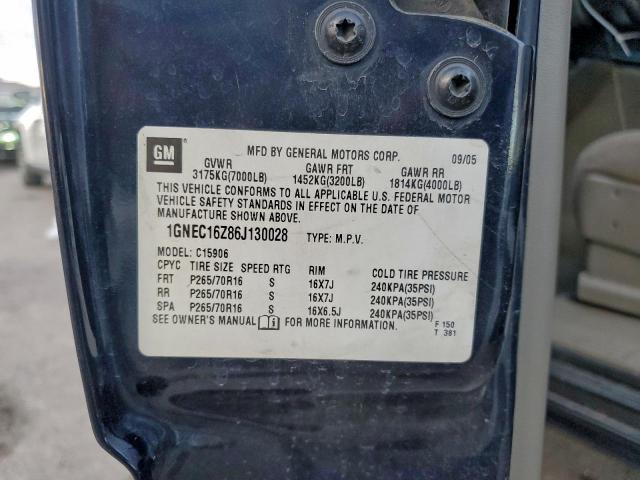 GM
MFD BY GENERAL MOTORS CORP. 09/05
GVWR GAWR FRT GAWR RR
3175KG(7000LB) 1452KG(3200LB) 1814KG(4000LB)
THIS VEHICLE CONFORMS TO ALL APPLICABLE U.S. FEDERAL MOTOR
VEHICLE SAFETY STANDARDS IN EFFECT ON THE DATE OF
MANUFACTURE SHOWN ABOVE.
1GNEC16Z86J130028 TYPE: M.P.V.
MODEL: C15906
CPYC TIRE SIZE SPEED RTG RIM COLD TIRE PRESSURE
FRT P265/70R16 S 16X7J 240KPA(35PSI)
RR P265/70R16 S 16X7J 240KPA(35PSI)
SPA P265/70R16 S 16X6.5J 240KPA(35PSI)
SEE OWNER'S MANUAL FOR MORE INFORMATION. F 150
T 381